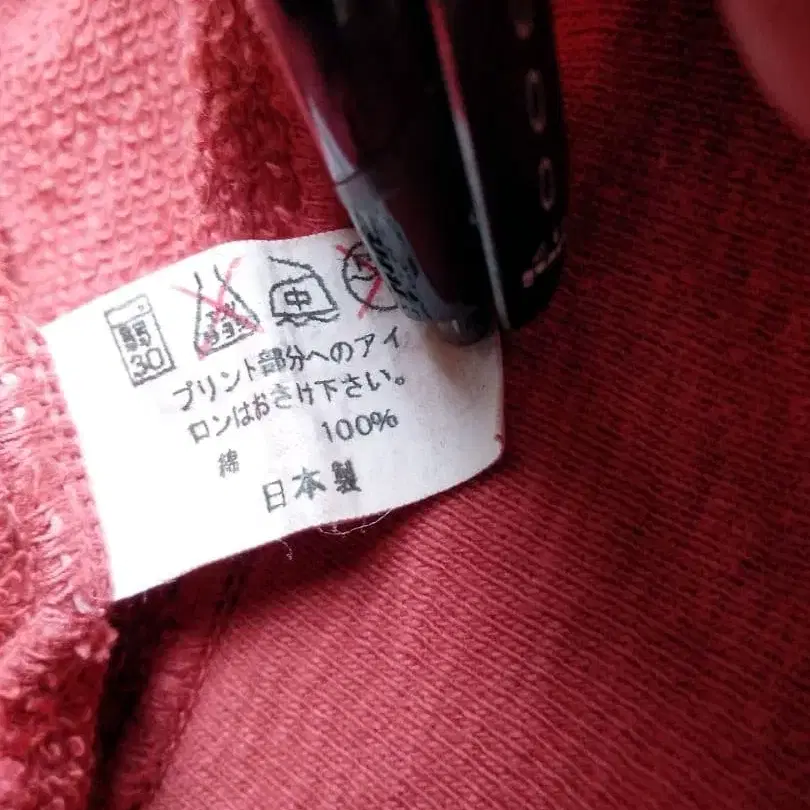 30 中
プリント部分へのアイ
ロンはおさけ下さい。
綿 100%
日本製